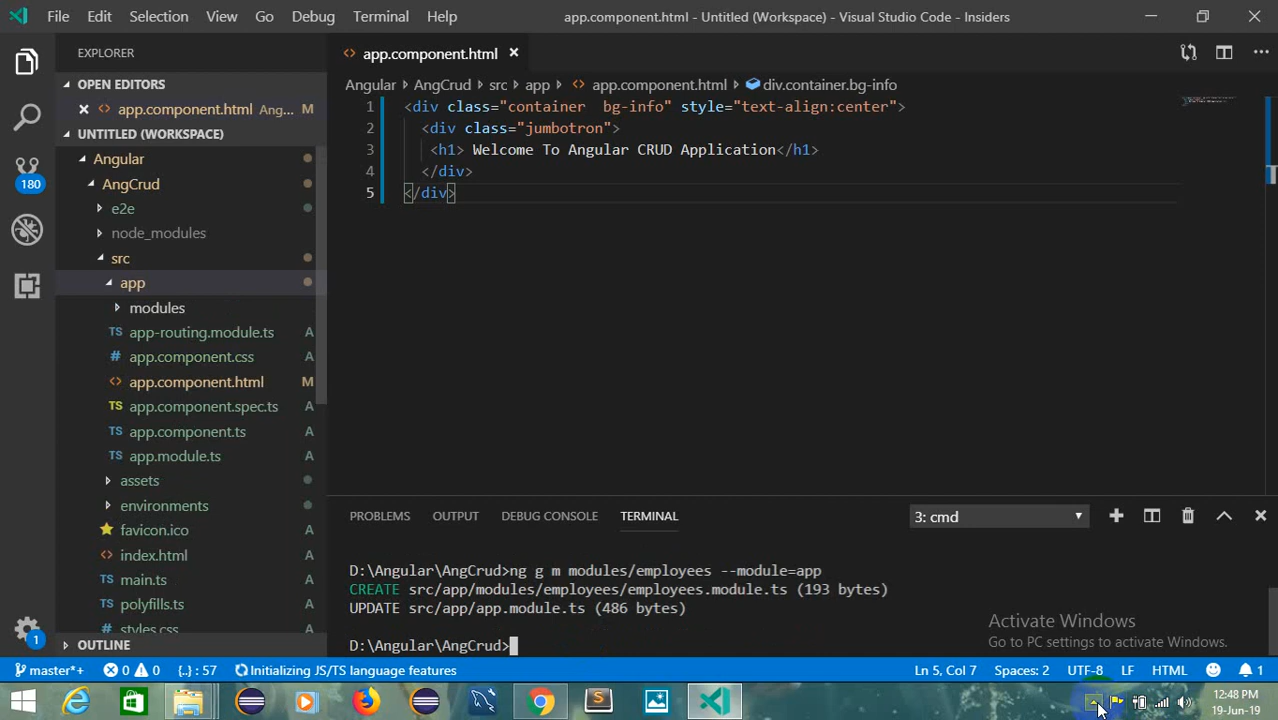 File Edit Selection View Go Debug Terminal Help app.component.html - Untitled (Workspace) - Visual Studio Code - Insiders
EXPLORER
OPEN EDITORS
app.component.html Ang... M
UNTITLED (WORKSPACE)
Angular
AngCrud
e2e
node_modules
src
app
modules
TS app-routing.module.ts A
# app.component.css A
<> app.component.html M
TS app.component.spec.ts A
TS app.component.ts A
TS app.module.ts A
assets
environments
favicon.ico A
<> index.html A
TS main.ts A
TS polyfills.ts A
# styles.css A
OUTLINE
180
1
<> app.component.html
Angular > AngCrud > src > app > <> app.component.html > div.container.bg-info
1 <div class="container  bg-info" style="text-align:center">
2 <div class="jumbotron">
3 <h1> Welcome To Angular CRUD Application</h1>
4 </div>
5 </div>
PROBLEMS OUTPUT DEBUG CONSOLE TERMINAL 3: cmd
D:\Angular\AngCrud>ng g m modules/employees --module=app
CREATE src/app/modules/employees/employees.module.ts (193 bytes)
UPDATE src/app/app.module.ts (486 bytes)
D:\Angular\AngCrud>
Activate Windows
Go to PC settings to activate Windows.
master*+ 0 0 {..} : 57 Initializing JS/TS language features Ln 5, Col 7 Spaces: 2 UTF-8 LF HTML 1
12:48 PM
19-Jun-19